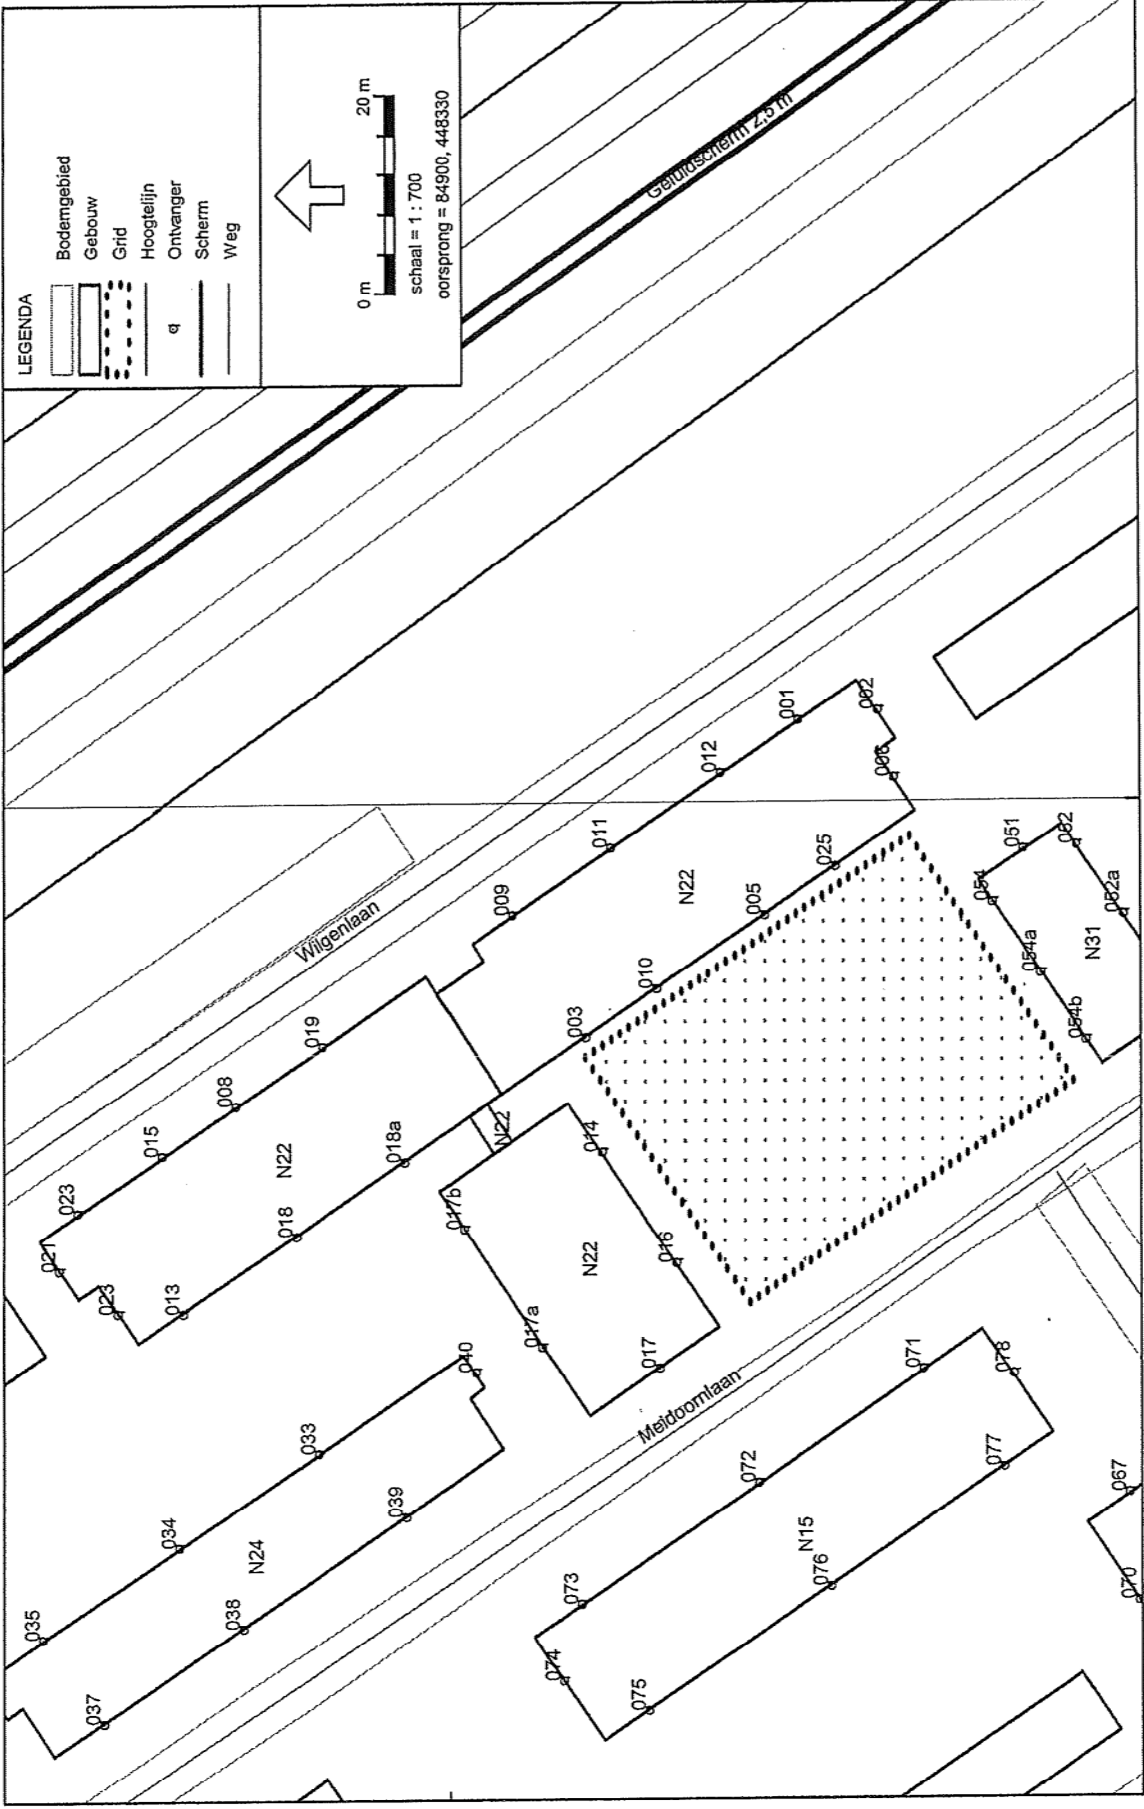 LEGENDA
Bodemgebied
Gebouw
Grid
Hoogtelijn
Ontvanger
Scherm
Weg
0 m 20 m
schaal = 1 : 700
oorsprong = 84900, 448330
Geluidscherm 2,5 m
Wilgenlaan
Meidoornlaan
021
023
015
008
019
023
013
018
018a
N22
N22
009
011
012
001
002
006
N22
003
010
005
025
017b
017a
017
014
016
N22
040
033
034
035
037
038
039
N24
051
052
052a
054
054a
054b
N31
071
078
072
077
073
074
075
076
N15
067
070